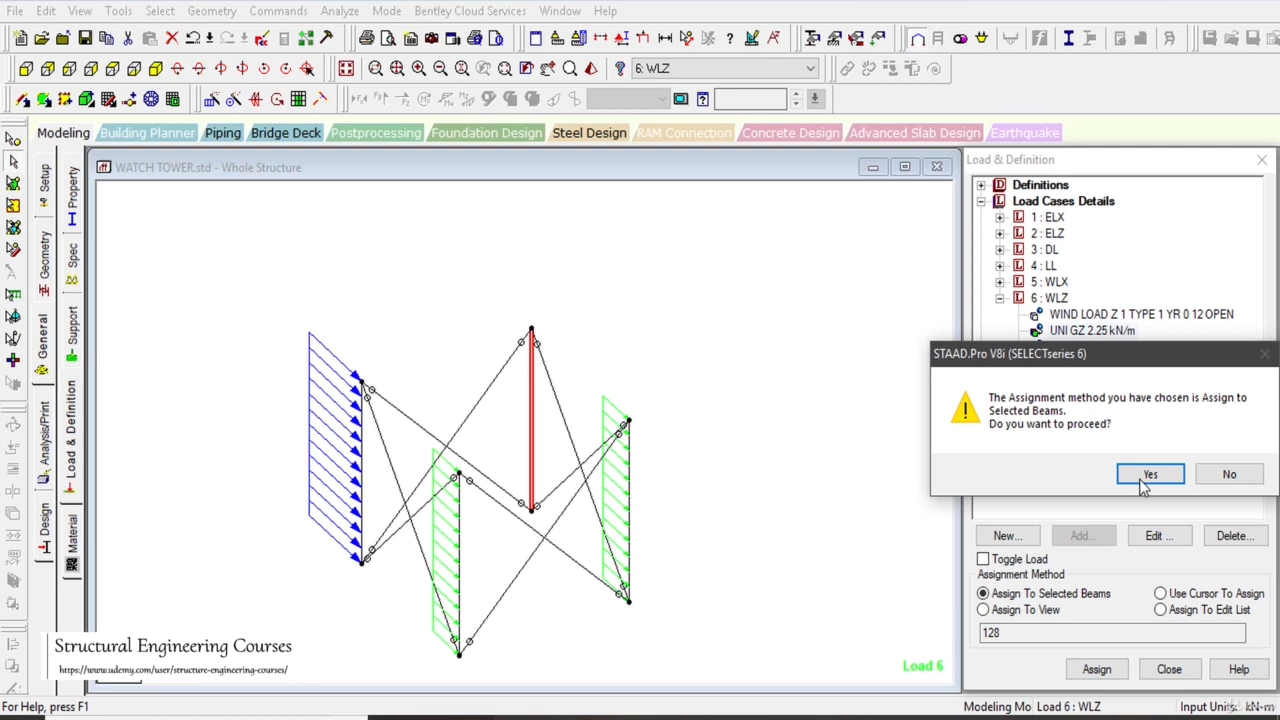 File Edit Tools Select Geometry Commands Analyze Mode Bentley Cloud Services Window Help
6: WLZ
Modeling Building Planner Piping Bridge Deck Postprocessing Foundation Design Steel Design RAM Connection Concrete Design Advanced Slab Design Earthquake
Setup
Geometry
General
Analysis/Print
Design
Property
Spec
Support
Load & Definition
Material
WATCH TOWER.std - Whole Structure
Load 6
Structural Engineering Courses
https://www.udemy.com/user/structure-engineering-courses/
Load & Definition
Definitions
Load Cases Details
1 : ELX
2 : ELZ
3 : DL
4 : LL
5 : WLX
6 : WLZ
WIND LOAD Z 1 TYPE 1 YR 0 12 OPEN
UNI GZ 2.25 kN/m
STAAD.Pro V8i (SELECTseries 6)
The Assignment method you have chosen is Assign to
Selected Beams.
Do you want to proceed?
Yes No
New... Add... Edit ... Delete...
Toggle Load
Assignment Method
Assign To Selected Beams Use Cursor To Assign
Assign To View Assign To Edit List
128
Assign Close Help
For Help, press F1 Modeling Mo Load 6 : WLZ Input Units: kN-m